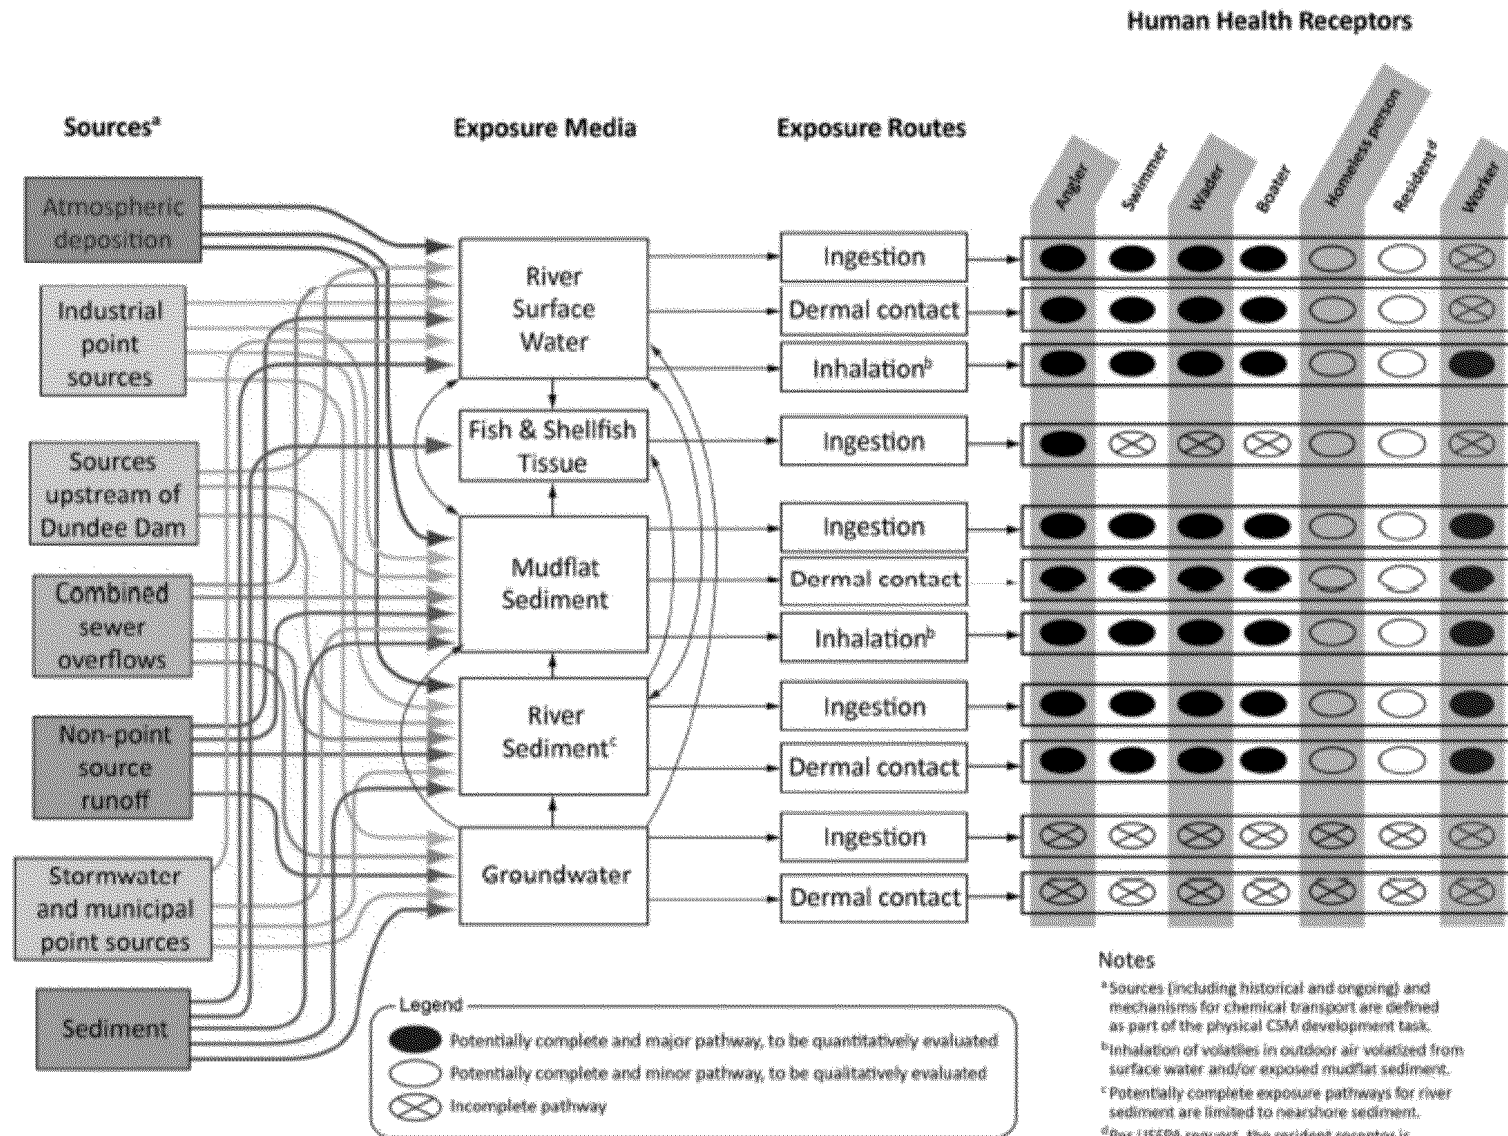 Human Health Receptors
Sources^a
Exposure Media
Exposure Routes
Angler
Swimmer
Wader
Boater
Homeless person
Resident^d
Worker
Atmospheric
deposition
Industrial
point
sources
Sources
upstream of
Dundee Dam
Combined
sewer
overflows
Non-point
source
runoff
Stormwater
and municipal
point sources
Sediment
River
Surface
Water
Fish & Shellfish
Tissue
Mudflat
Sediment
River
Sediment^c
Groundwater
Ingestion
Dermal contact
Inhalation^b
Ingestion
Ingestion
Dermal contact
Inhalation^b
Ingestion
Dermal contact
Ingestion
Dermal contact
Legend
Potentially complete and major pathway, to be quantitatively evaluated
Potentially complete and minor pathway, to be qualitatively evaluated
Incomplete pathway
Notes
^a Sources (including historical and ongoing) and
mechanisms for chemical transport are defined
as part of the physical CSM development task.
^b Inhalation of volatiles in outdoor air volatized from
surface water and/or exposed mudflat sediment.
^c Potentially complete exposure pathways for river
sediment are limited to nearshore sediment.
^d Per USEPA request, the resident receptor is